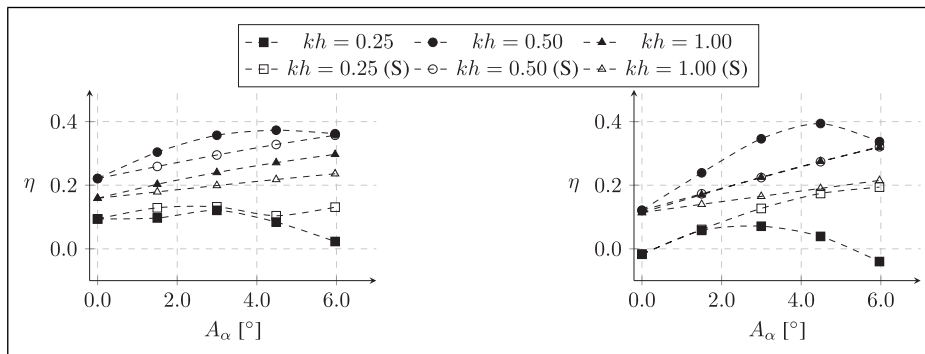 kh = 0.25 kh = 0.50 kh = 1.00
kh = 0.25 (S) kh = 0.50 (S) kh = 1.00 (S)
0.4
0.2
0.0
η
0.0 2.0 4.0 6.0
A_α [°]
0.4
0.2
0.0
η
0.0 2.0 4.0 6.0
A_α [°]